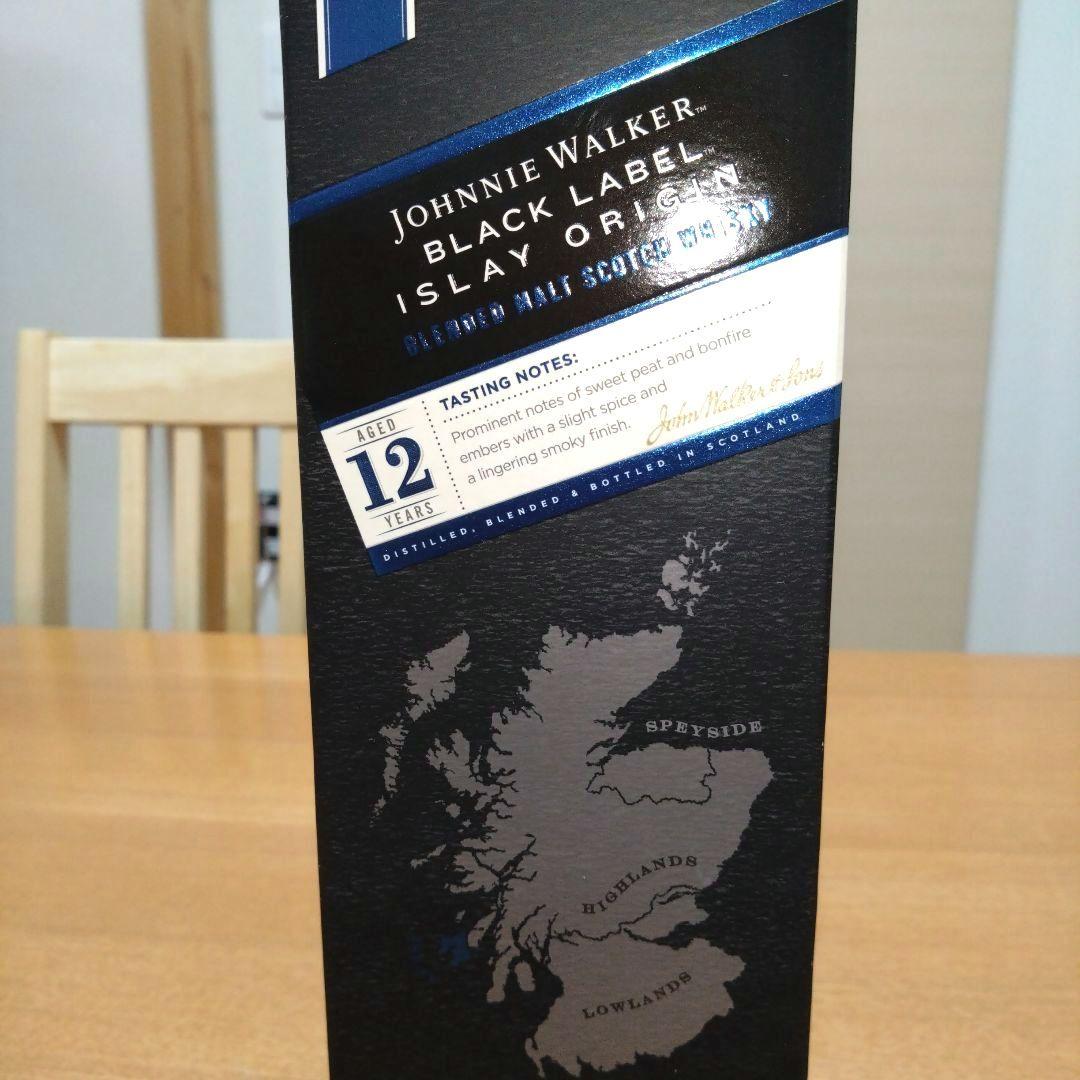 JOHNNIE WALKER™
BLACK LABEL™
ISLAY ORIGIN
BLENDED MALT SCOTCH WHISKY
AGED
12
YEARS
TASTING NOTES:
Prominent notes of sweet peat and bonfire
embers with a slight spice and
a lingering smoky finish.
John Walker & Sons
DISTILLED, BLENDED & BOTTLED IN SCOTLAND
SPEYSIDE
HIGHLANDS
LOWLANDS